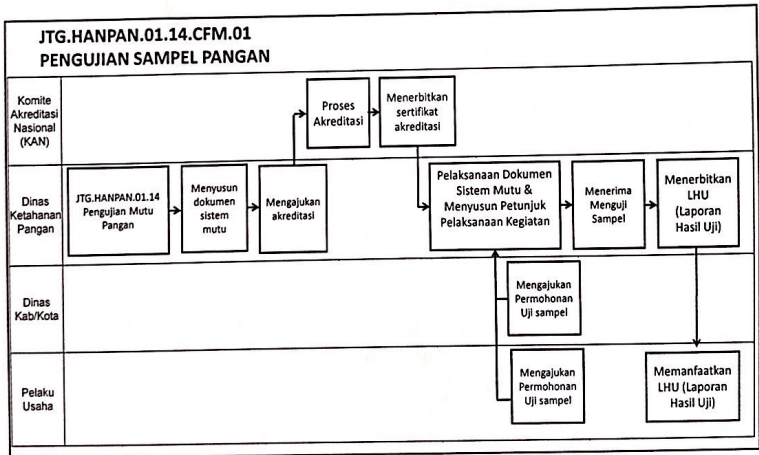 JTG.HANPAN.01.14.CFM.01
PENGUJIAN SAMPEL PANGAN
Komite
Akreditasi
Nasional
(KAN)
Proses
Akreditasi
Menerbitkan
sertifikat
akreditasi
Dinas
Ketahanan
Pangan
JTG.HANPAN.01.14
Pengujian Mutu
Pangan
Menyusun
dokumen
sistem
mutu
Mengajukan
akreditasi
Pelaksanaan Dokumen
Sistem Mutu &
Menyusun Petunjuk
Pelaksanaan Kegiatan
Menerima
Menguji
Sampel
Menerbitkan
LHU
(Laporan
Hasil Uji)
Dinas
Kab/Kota
Mengajukan
Permohonan
Uji sampel
Pelaku
Usaha
Mengajukan
Permohonan
Uji sampel
Memanfaatkan
LHU (Laporan
Hasil Uji)